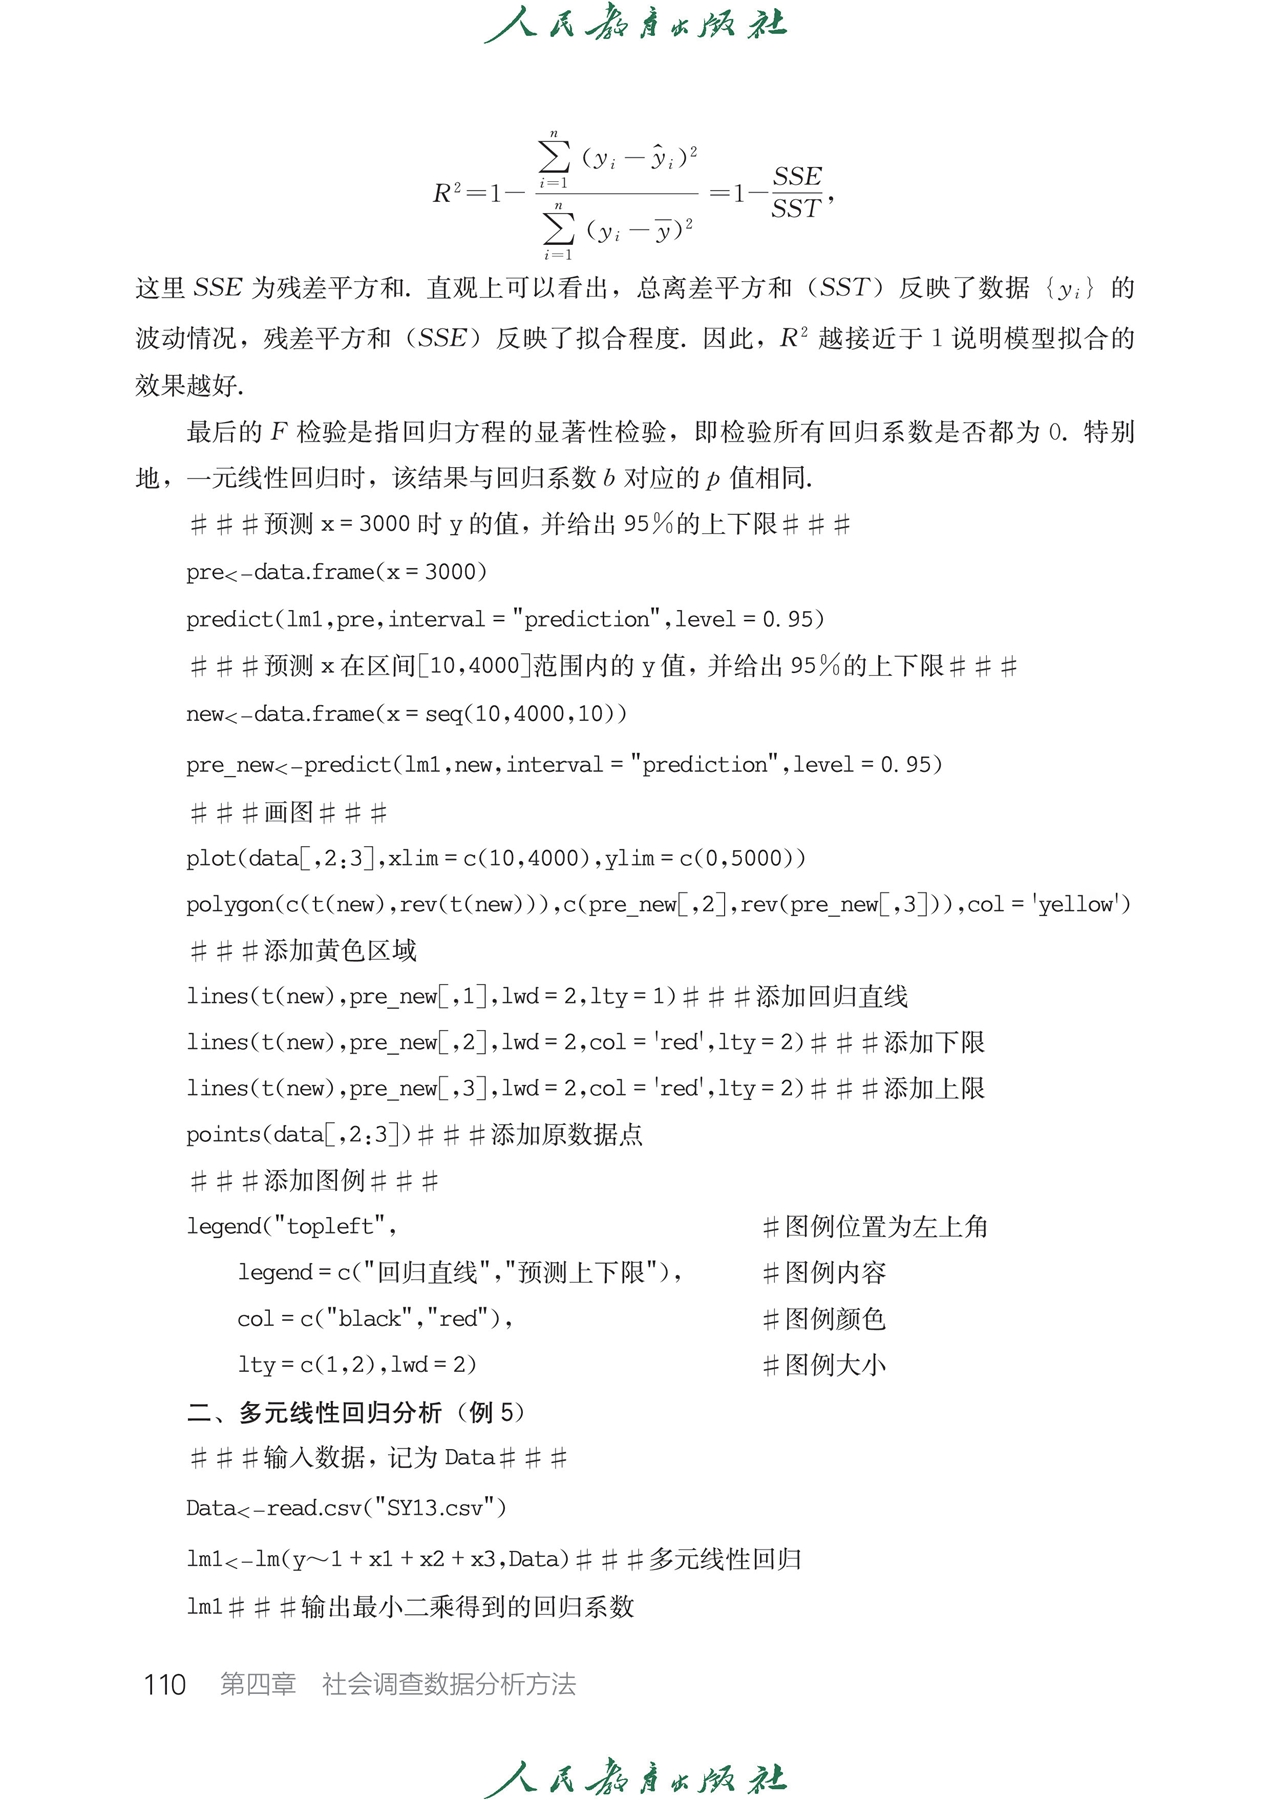 人民教育出版社
R²=1-\frac{\sum_{i=1}^{n}(y_i-\hat{y}_i)^2}{\sum_{i=1}^{n}(y_i-\overline{y})^2}=1-\frac{SSE}{SST},
这里 SSE 为残差平方和. 直观上可以看出，总离差平方和（SST）反映了数据 {y_i} 的
波动情况，残差平方和（SSE）反映了拟合程度. 因此，R² 越接近于 1 说明模型拟合的
效果越好.
最后的 F 检验是指回归方程的显著性检验，即检验所有回归系数是否都为 0. 特别
地，一元线性回归时，该结果与回归系数 b 对应的 p 值相同.
###预测 x=3000 时 y 的值，并给出 95%的上下限###
pre<-data.frame(x=3000)
predict(lm1,pre,interval="prediction",level=0.95)
###预测 x 在区间[10,4000]范围内的 y 值，并给出 95%的上下限###
new<-data.frame(x=seq(10,4000,10))
pre_new<-predict(lm1,new,interval="prediction",level=0.95)
###画图###
plot(data[,2:3],xlim=c(10,4000),ylim=c(0,5000))
polygon(c(t(new),rev(t(new))),c(pre_new[,2],rev(pre_new[,3])),col='yellow')
###添加黄色区域
lines(t(new),pre_new[,1],lwd=2,lty=1)###添加回归直线
lines(t(new),pre_new[,2],lwd=2,col='red',lty=2)###添加下限
lines(t(new),pre_new[,3],lwd=2,col='red',lty=2)###添加上限
points(data[,2:3])###添加原数据点
###添加图例###
legend("topleft", #图例位置为左上角
legend=c("回归直线","预测上下限"), #图例内容
col=c("black","red"), #图例颜色
lty=c(1,2),lwd=2) #图例大小
二、多元线性回归分析（例 5）
###输入数据，记为 Data###
Data<-read.csv("SY13.csv")
lm1<-lm(y~1+x1+x2+x3,Data)###多元线性回归
lm1###输出最小二乘得到的回归系数
110 第四章 社会调查数据分析方法
人民教育出版社